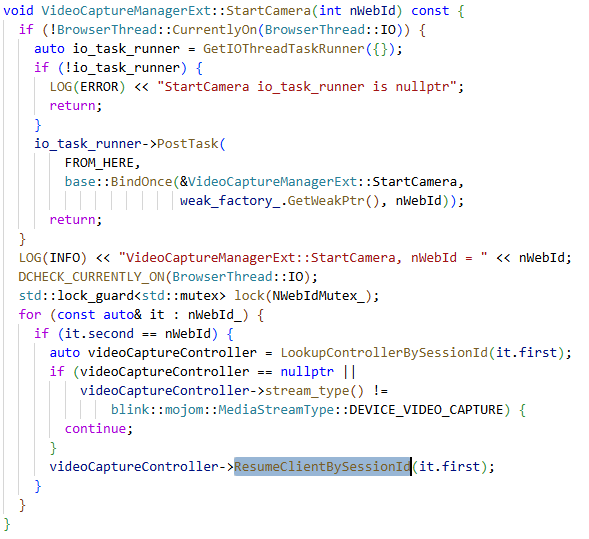 void VideoCaptureManagerExt::StartCamera(int nWebId) const {
  if (!BrowserThread::CurrentlyOn(BrowserThread::IO)) {
    auto io_task_runner = GetIOThreadTaskRunner({});
    if (!io_task_runner) {
      LOG(ERROR) << "StartCamera io_task_runner is nullptr";
      return;
    }
    io_task_runner->PostTask(
        FROM_HERE,
        base::BindOnce(&VideoCaptureManagerExt::StartCamera,
                       weak_factory_.GetWeakPtr(), nWebId));
    return;
  }
  LOG(INFO) << "VideoCaptureManagerExt::StartCamera, nWebId = " << nWebId;
  DCHECK_CURRENTLY_ON(BrowserThread::IO);
  std::lock_guard<std::mutex> lock(NWebIdMutex_);
  for (const auto& it : nWebId_) {
    if (it.second == nWebId) {
      auto videoCaptureController = LookupControllerBySessionId(it.first);
      if (videoCaptureController == nullptr ||
          videoCaptureController->stream_type() !=
              blink::mojom::MediaStreamType::DEVICE_VIDEO_CAPTURE) {
        continue;
      }
      videoCaptureController->ResumeClientBySessionId(it.first);
    }
  }
}